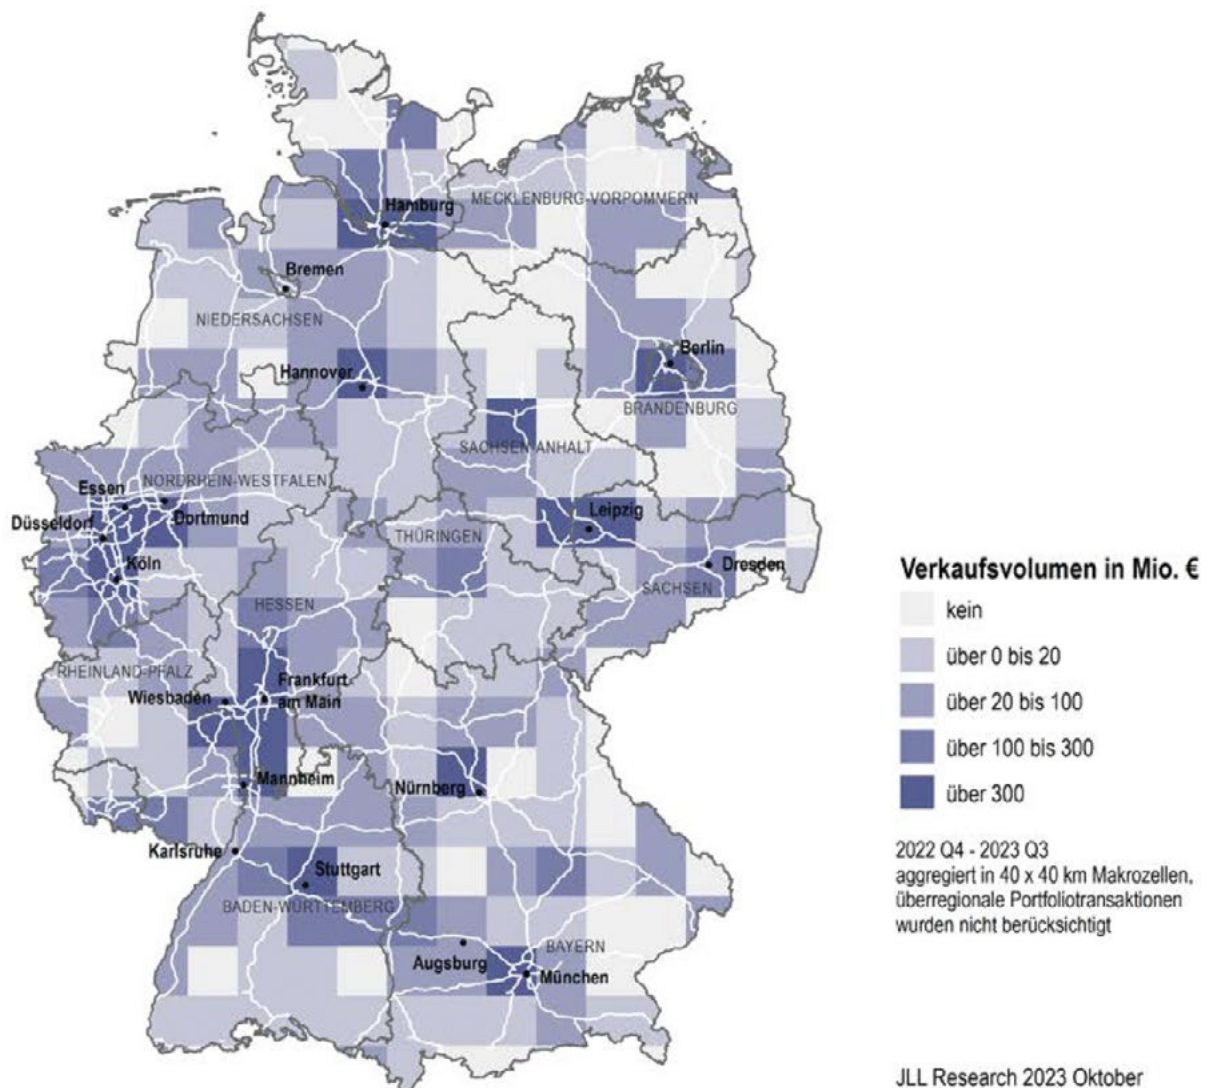 Hamburg
MECKLENBURG-VORPOMMERN
Bremen
NIEDERSACHSEN
Hannover
Berlin
BRANDENBURG
SACHSEN-ANHALT
NORDRHEIN-WESTFALEN
Essen
Düsseldorf
Dortmund
Köln
Leipzig
THÜRINGEN
Dresden
SACHSEN
HESSEN
RHEINLAND-PFALZ
Wiesbaden
Frankfurt
am Main
Mannheim
Nürnberg
Karlsruhe
Stuttgart
BADEN-WÜRTTEMBERG
BAYERN
Augsburg
München
Verkaufsvolumen in Mio. €
kein
über 0 bis 20
über 20 bis 100
über 100 bis 300
über 300
2022 Q4 - 2023 Q3
aggregiert in 40 x 40 km Makrozellen,
überregionale Portfoliotransaktionen
wurden nicht berücksichtigt
JLL Research 2023 Oktober